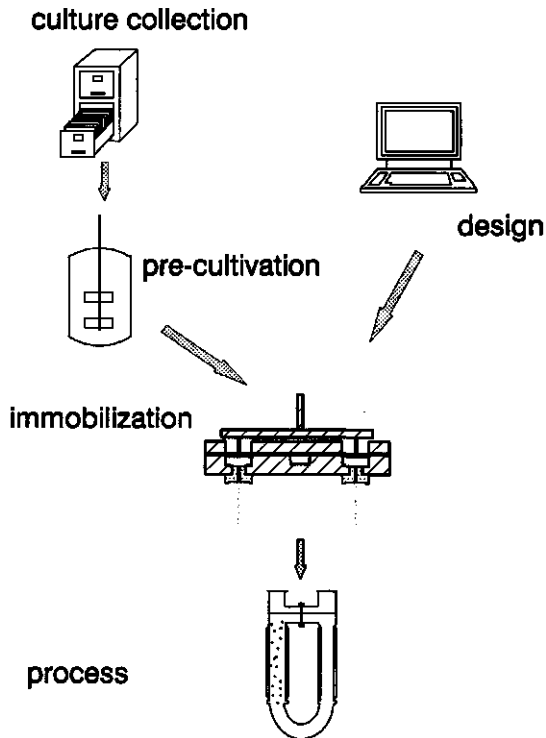 culture collection
design
pre-cultivation
immobilization
process